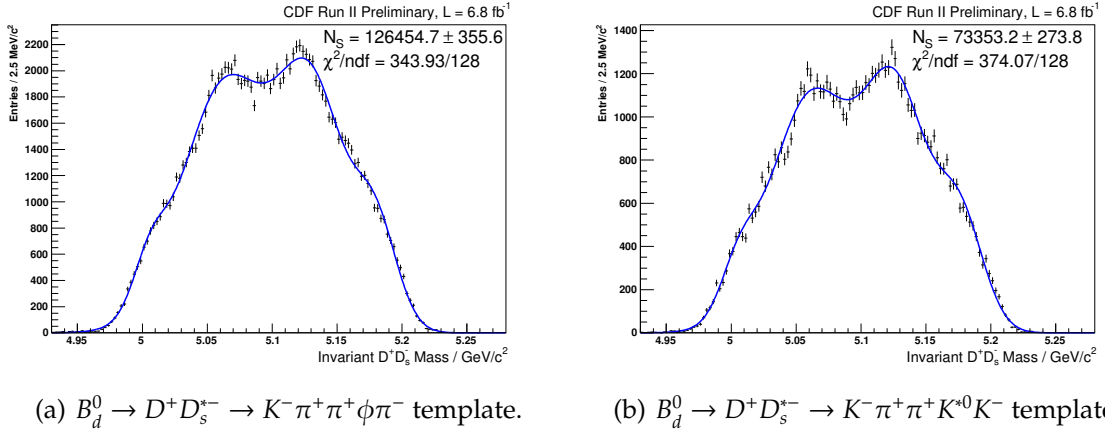 CDF Run II Preliminary, L = 6.8 fb⁻¹
Entries / 2.5 MeV/c²
N_S = 126454.7 ± 355.6
χ²/ndf = 343.93/128
2200
2000
1800
1600
1400
1200
1000
800
600
400
200
0
4.95 5 5.05 5.1 5.15 5.2 5.25
Invariant D⁺D_s⁻ Mass / GeV/c²
(a) B_d⁰ → D⁺D_s*⁻ → K⁻π⁺π⁺ϕπ⁻ template.
CDF Run II Preliminary, L = 6.8 fb⁻¹
Entries / 2.5 MeV/c²
N_S = 73353.2 ± 273.8
χ²/ndf = 374.07/128
1400
1200
1000
800
600
400
200
0
4.95 5 5.05 5.1 5.15 5.2 5.25
Invariant D⁺D_s⁻ Mass / GeV/c²
(b) B_d⁰ → D⁺D_s*⁻ → K⁻π⁺π⁺K*⁰K⁻ templat